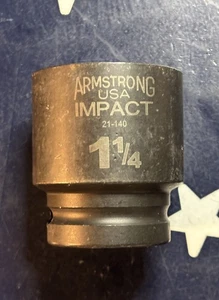 ARMSTRONG
USA
IMPACT
21-140
1 1/4